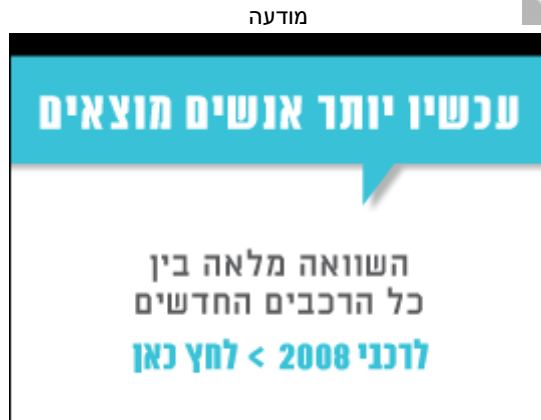 מודעה
עכשיו יותר אנשים מוצאים
השוואה מלאה בין
כל הרכבים החדשים
לרכבי 2008 > לחץ כאן